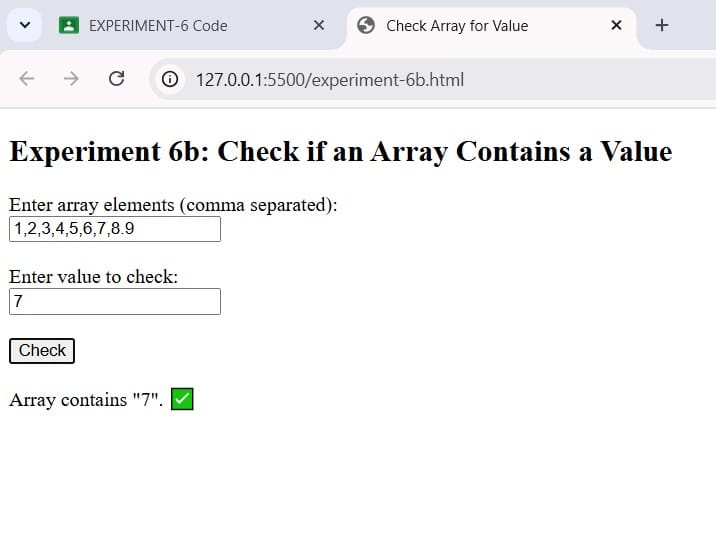 EXPERIMENT-6 Code
Check Array for Value
127.0.0.1:5500/experiment-6b.html
Experiment 6b: Check if an Array Contains a Value
Enter array elements (comma separated):
1,2,3,4,5,6,7,8.9
Enter value to check:
7
Check
Array contains "7". ✅